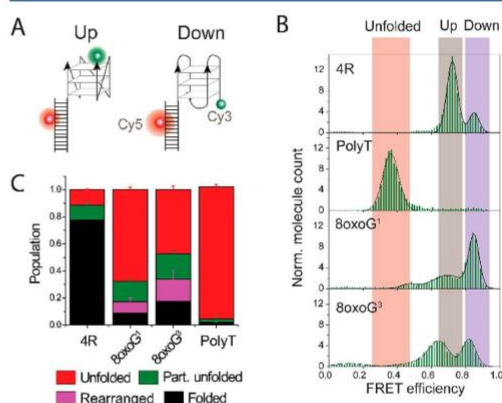 A
Up
Down
Cy5
Cy3
B
Unfolded
Up
Down
4R
12
8
4
0
PolyT
12
8
4
0
8oxoG¹
12
8
4
0
8oxoG³
12
8
4
0
Norm. molecule count
0.0
0.2
0.4
0.6
0.8
1.0
FRET efficiency
C
Population
1.0
0.8
0.6
0.4
0.2
0.0
4R
8oxoG¹
8oxoG³
PolyT
Unfolded
Part. unfolded
Rearranged
Folded